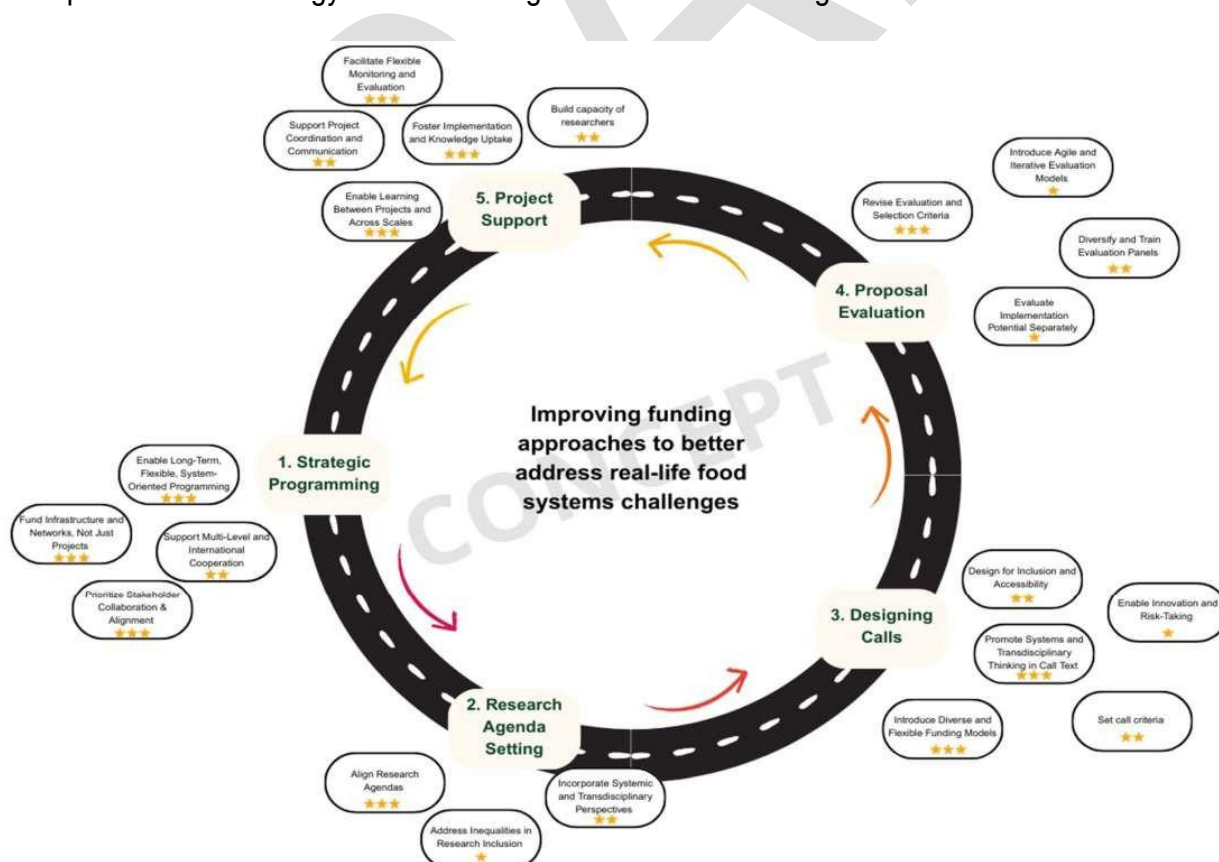 Facilitate Flexible
Monitoring and
Evaluation
Build capacity of
researchers
Support Project
Coordination and
Communication
Foster Implementation
and Knowledge Uptake
Enable Learning
Between Projects and
Across Scales
5. Project
Support
Introduce Agile and
Iterative Evaluation
Models
Revise Evaluation and
Selection Criteria
Diversify and Train
Evaluation Panels
Evaluate
Implementation
Potential Separately
4. Proposal
Evaluation
Improving funding
approaches to better
address real-life food
systems challenges
CONCEPT
1. Strategic
Programming
Enable Long-Term,
Flexible, System-
Oriented Programming
Fund Infrastructure and
Networks, Not Just
Projects
Support Multi-Level and
International
Cooperation
Prioritize Stakeholder
Collaboration &
Alignment
3. Designing
Calls
Design for Inclusion and
Accessibility
Enable Innovation and
Risk-Taking
Promote Systems and
Transdisciplinary
Thinking in Call Text
Introduce Diverse and
Flexible Funding Models
Set call criteria
2. Research
Agenda
Setting
Align Research
Agendas
Incorporate Systemic
and Transdisciplinary
Perspectives
Address Inequalities in
Research Inclusion